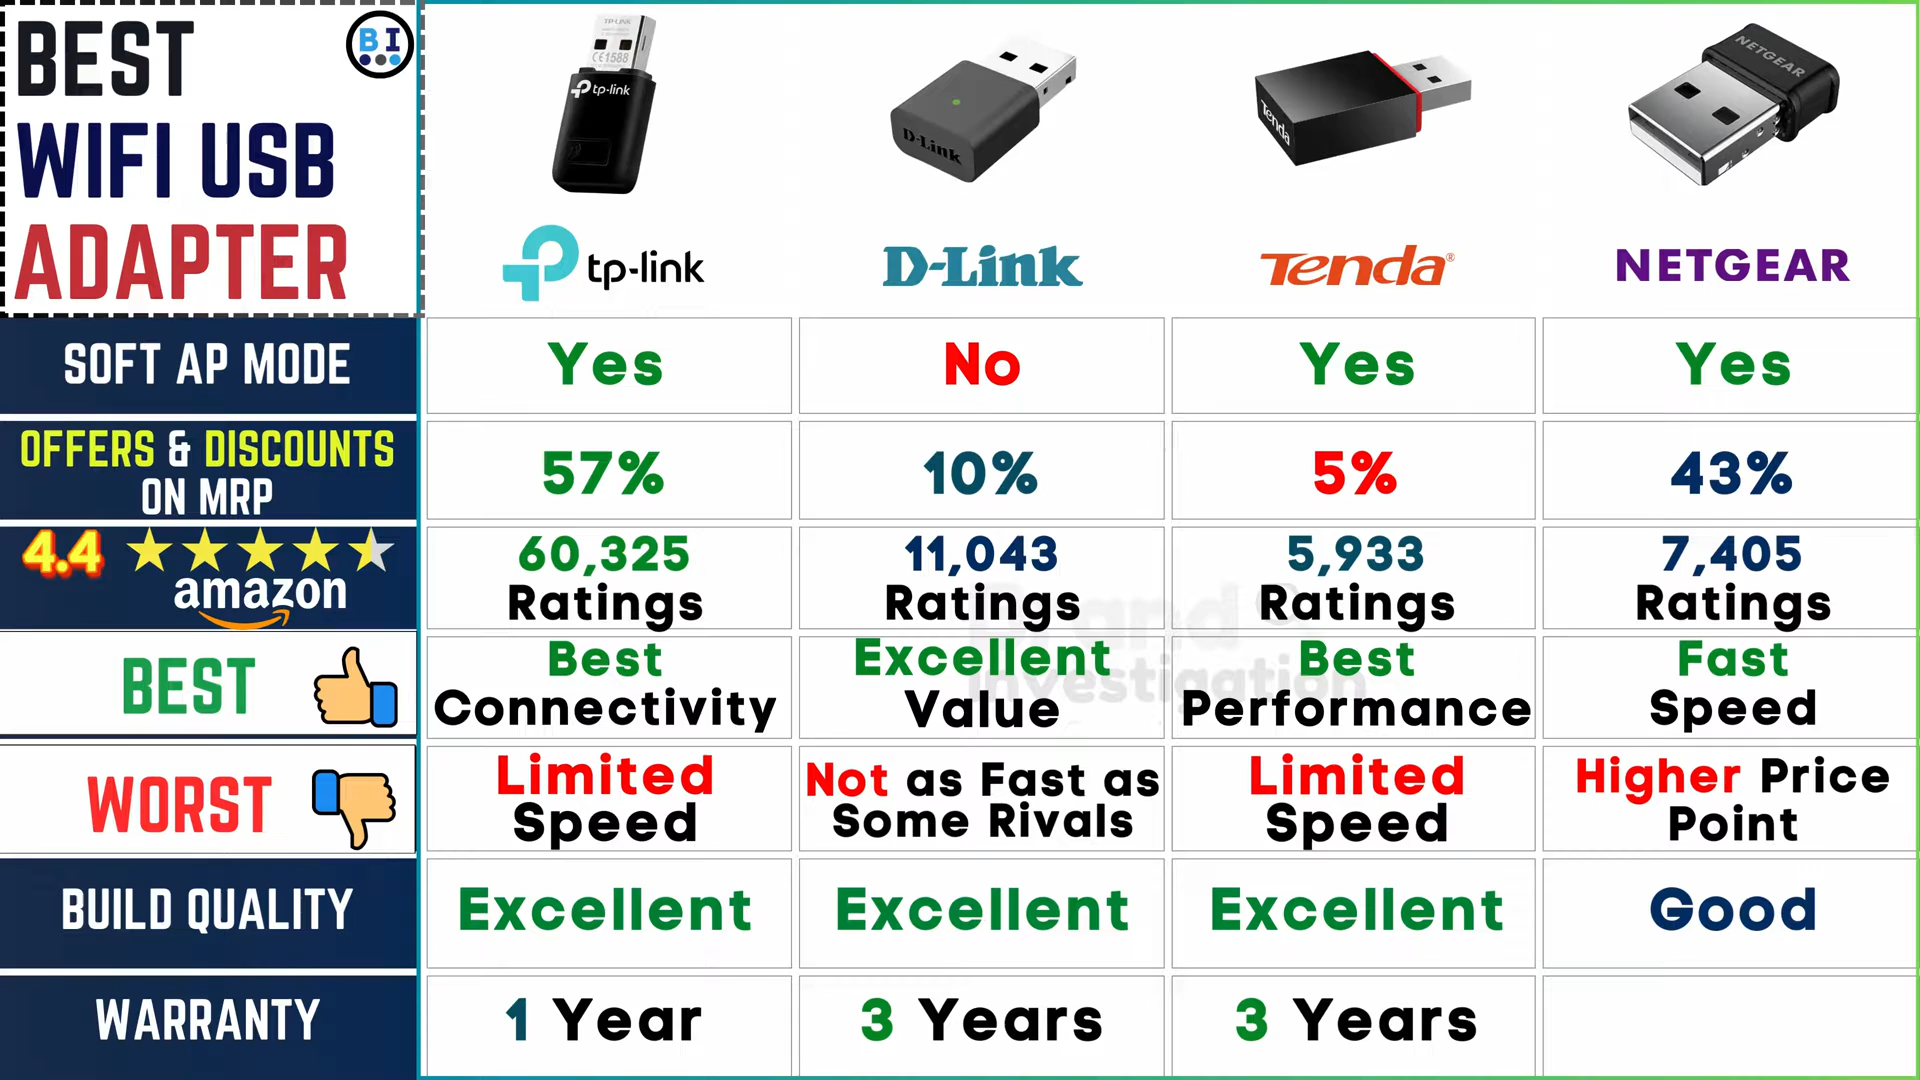 BEST
WIFI USB
ADAPTER
BI
TP-LINK
CE1588
tp-link
D-Link
Tenda
NETGEAR
tp-link
D-Link
Tenda®
NETGEAR
SOFT AP MODE
Yes
No
Yes
Yes
OFFERS & DISCOUNTS
ON MRP
57%
10%
5%
43%
4.4
amazon
60,325
Ratings
11,043
Ratings
5,933
Ratings
7,405
Ratings
Brand
Investigation
BEST
Best
Connectivity
Excellent
Value
Best
Performance
Fast
Speed
WORST
Limited
Speed
Not as Fast as
Some Rivals
Limited
Speed
Higher Price
Point
BUILD QUALITY
Excellent
Excellent
Excellent
Good
WARRANTY
1 Year
3 Years
3 Years